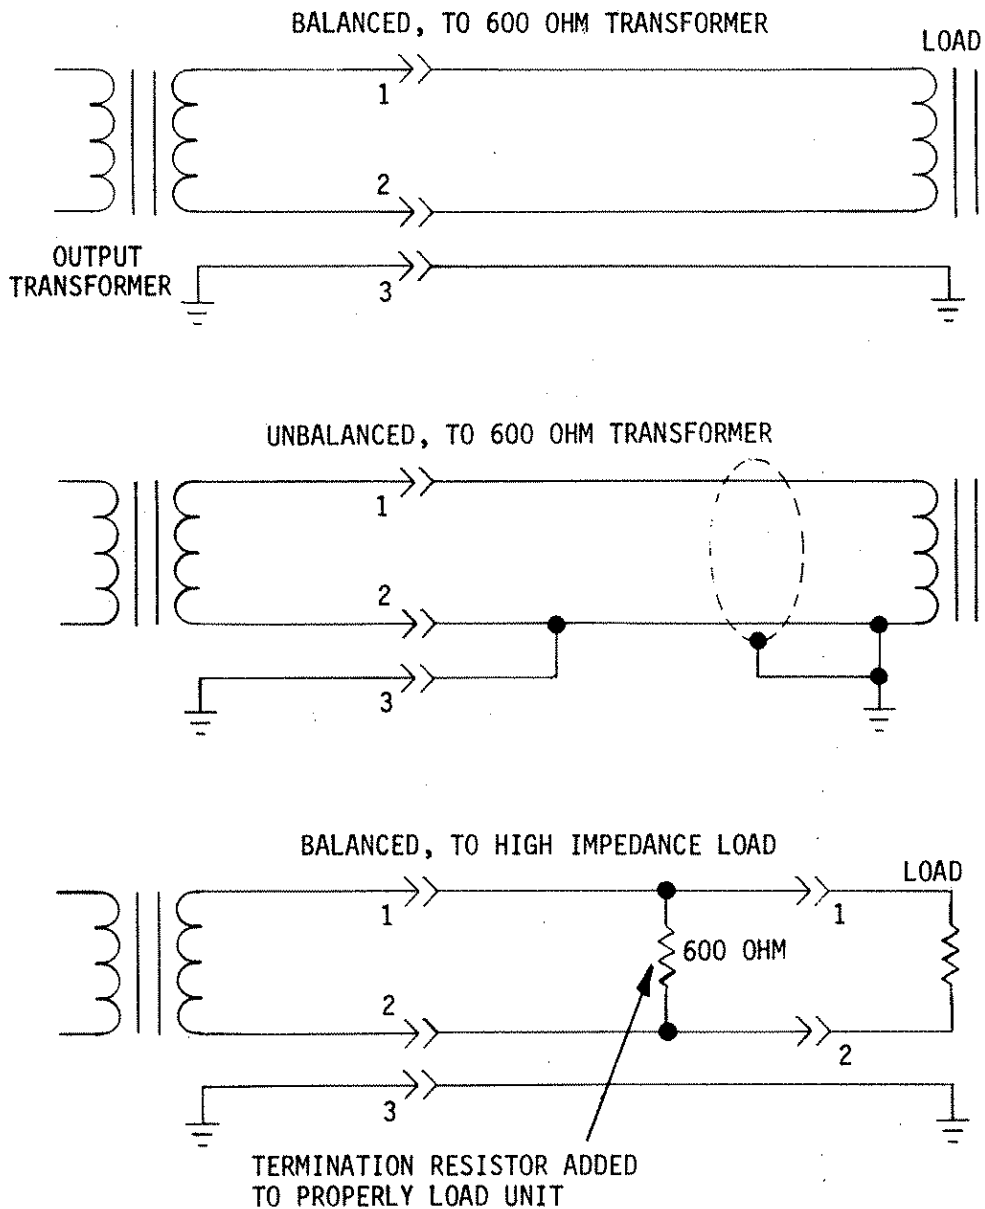 BALANCED, TO 600 OHM TRANSFORMER
LOAD
1
2
OUTPUT
TRANSFORMER
3
UNBALANCED, TO 600 OHM TRANSFORMER
1
2
3
BALANCED, TO HIGH IMPEDANCE LOAD
LOAD
1
1
600 OHM
2
2
3
TERMINATION RESISTOR ADDED
TO PROPERLY LOAD UNIT